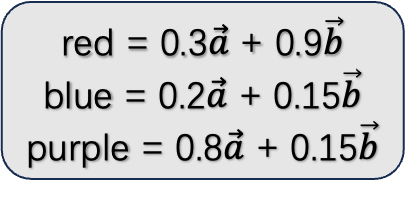 red = 0.3a⃗ + 0.9b⃗
blue = 0.2a⃗ + 0.15b⃗
purple = 0.8a⃗ + 0.15b⃗